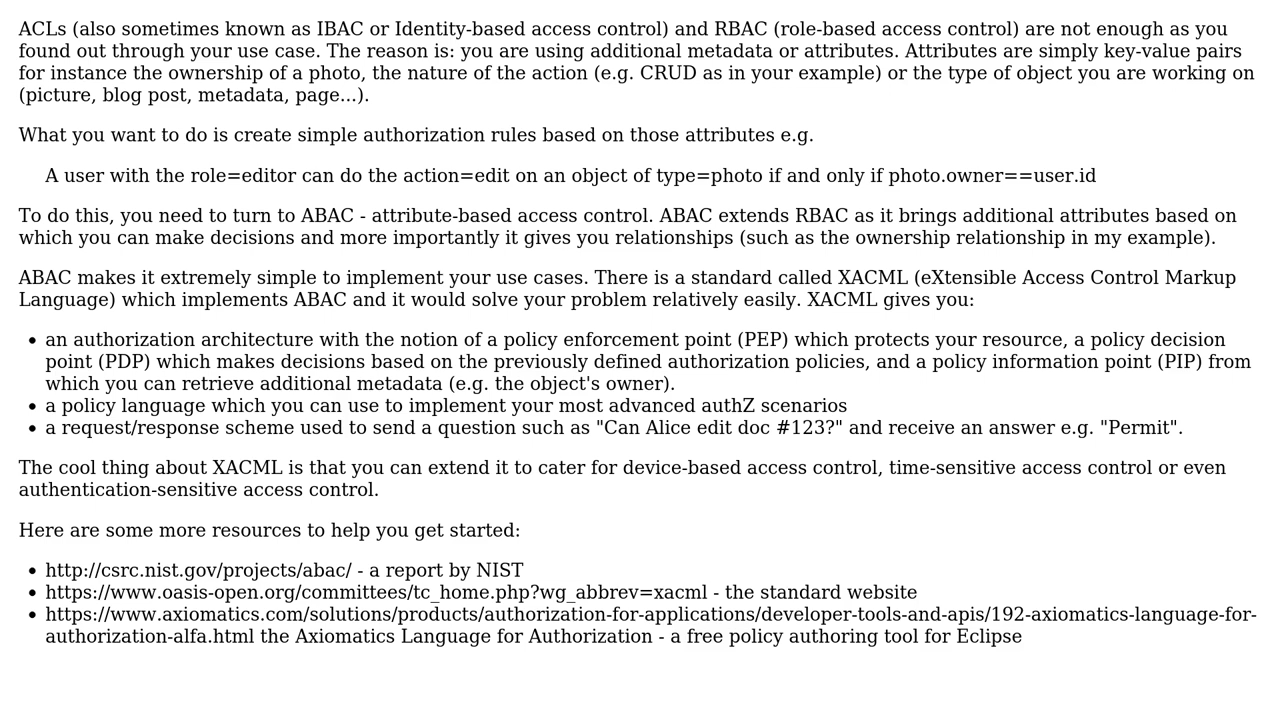 ACLs (also sometimes known as IBAC or Identity-based access control) and RBAC (role-based access control) are not enough as you
found out through your use case. The reason is: you are using additional metadata or attributes. Attributes are simply key-value pairs
for instance the ownership of a photo, the nature of the action (e.g. CRUD as in your example) or the type of object you are working on
(picture, blog post, metadata, page...).
What you want to do is create simple authorization rules based on those attributes e.g.
A user with the role=editor can do the action=edit on an object of type=photo if and only if photo.owner==user.id
To do this, you need to turn to ABAC - attribute-based access control. ABAC extends RBAC as it brings additional attributes based on
which you can make decisions and more importantly it gives you relationships (such as the ownership relationship in my example).
ABAC makes it extremely simple to implement your use cases. There is a standard called XACML (eXtensible Access Control Markup
Language) which implements ABAC and it would solve your problem relatively easily. XACML gives you:
• an authorization architecture with the notion of a policy enforcement point (PEP) which protects your resource, a policy decision
point (PDP) which makes decisions based on the previously defined authorization policies, and a policy information point (PIP) from
which you can retrieve additional metadata (e.g. the object's owner).
• a policy language which you can use to implement your most advanced authZ scenarios
• a request/response scheme used to send a question such as "Can Alice edit doc #123?" and receive an answer e.g. "Permit".
The cool thing about XACML is that you can extend it to cater for device-based access control, time-sensitive access control or even
authentication-sensitive access control.
Here are some more resources to help you get started:
• http://csrc.nist.gov/projects/abac/ - a report by NIST
• https://www.oasis-open.org/committees/tc_home.php?wg_abbrev=xacml - the standard website
• https://www.axiomatics.com/solutions/products/authorization-for-applications/developer-tools-and-apis/192-axiomatics-language-for-
authorization-alfa.html the Axiomatics Language for Authorization - a free policy authoring tool for Eclipse